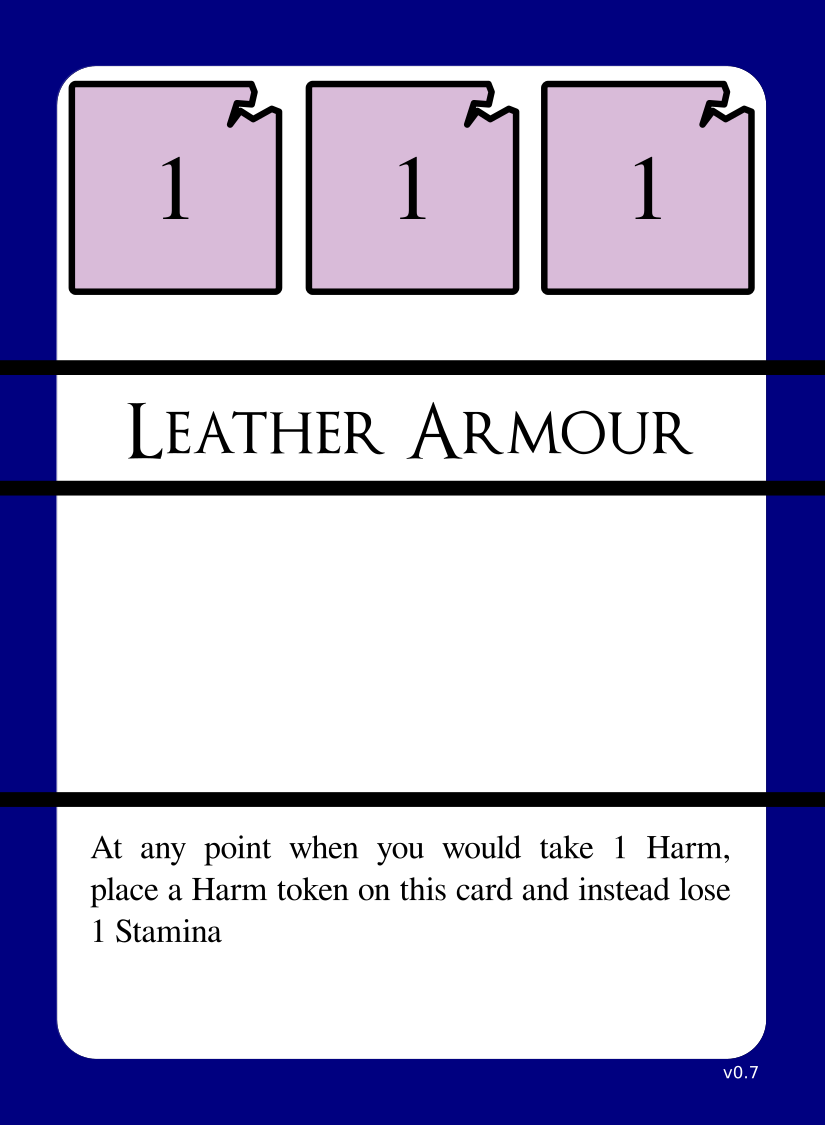 1 1 1
Leather Armour
At any point when you would take 1 Harm,
place a Harm token on this card and instead lose
1 Stamina
v0.7